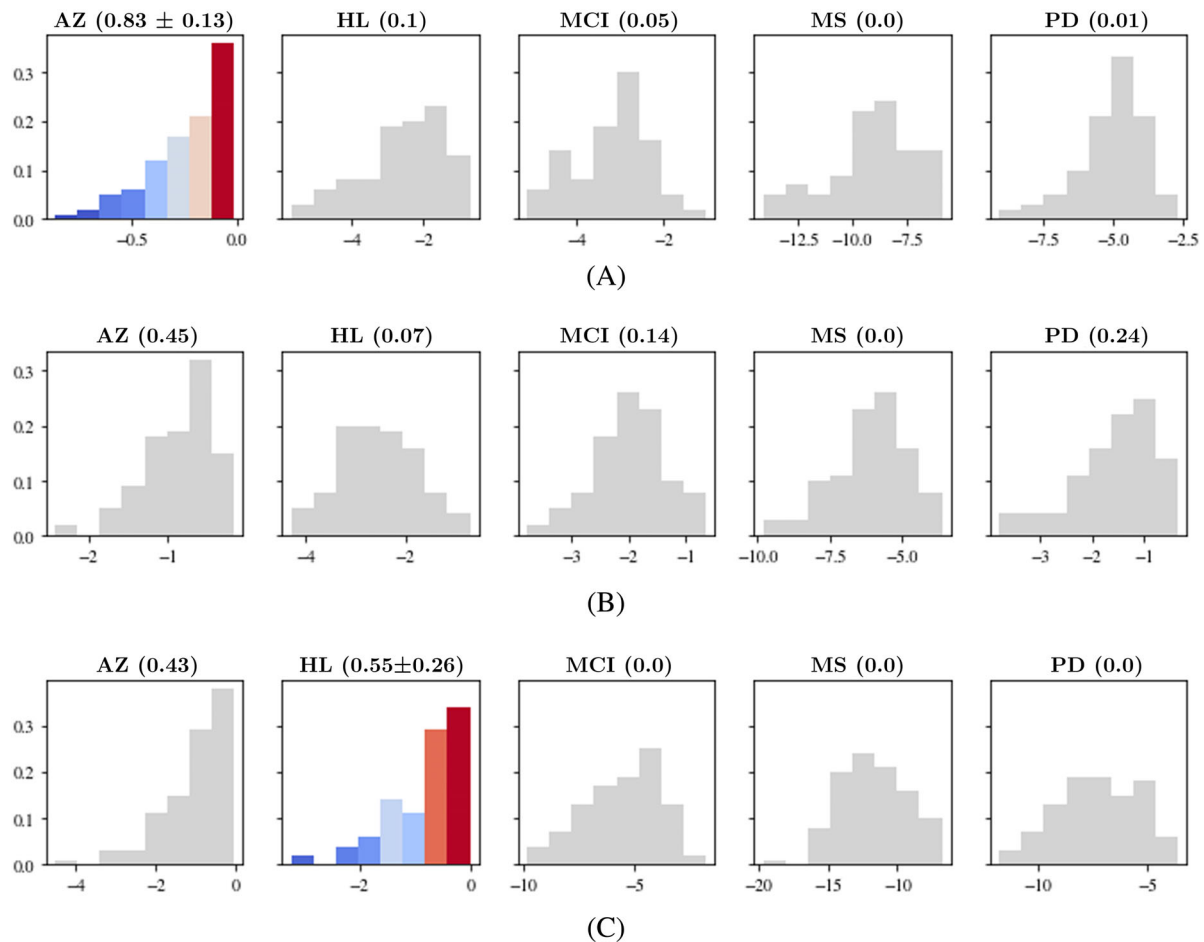 AZ (0.83 ± 0.13) HL (0.1) MCI (0.05) MS (0.0) PD (0.01)
0.3
0.2
0.1
0.0
−0.5 0.0 −4 −2 −4 −2 −12.5 −10.0 −7.5 −7.5 −5.0 −2.5
(A)
AZ (0.45) HL (0.07) MCI (0.14) MS (0.0) PD (0.24)
0.3
0.2
0.1
0.0
−2 −1 −4 −2 −3 −2 −1 −10.0 −7.5 −5.0 −3 −2 −1
(B)
AZ (0.43) HL (0.55±0.26) MCI (0.0) MS (0.0) PD (0.0)
0.3
0.2
0.1
0.0
−4 −2 0 −2 0 −10 −5 −20 −15 −10 −10 −5
(C)